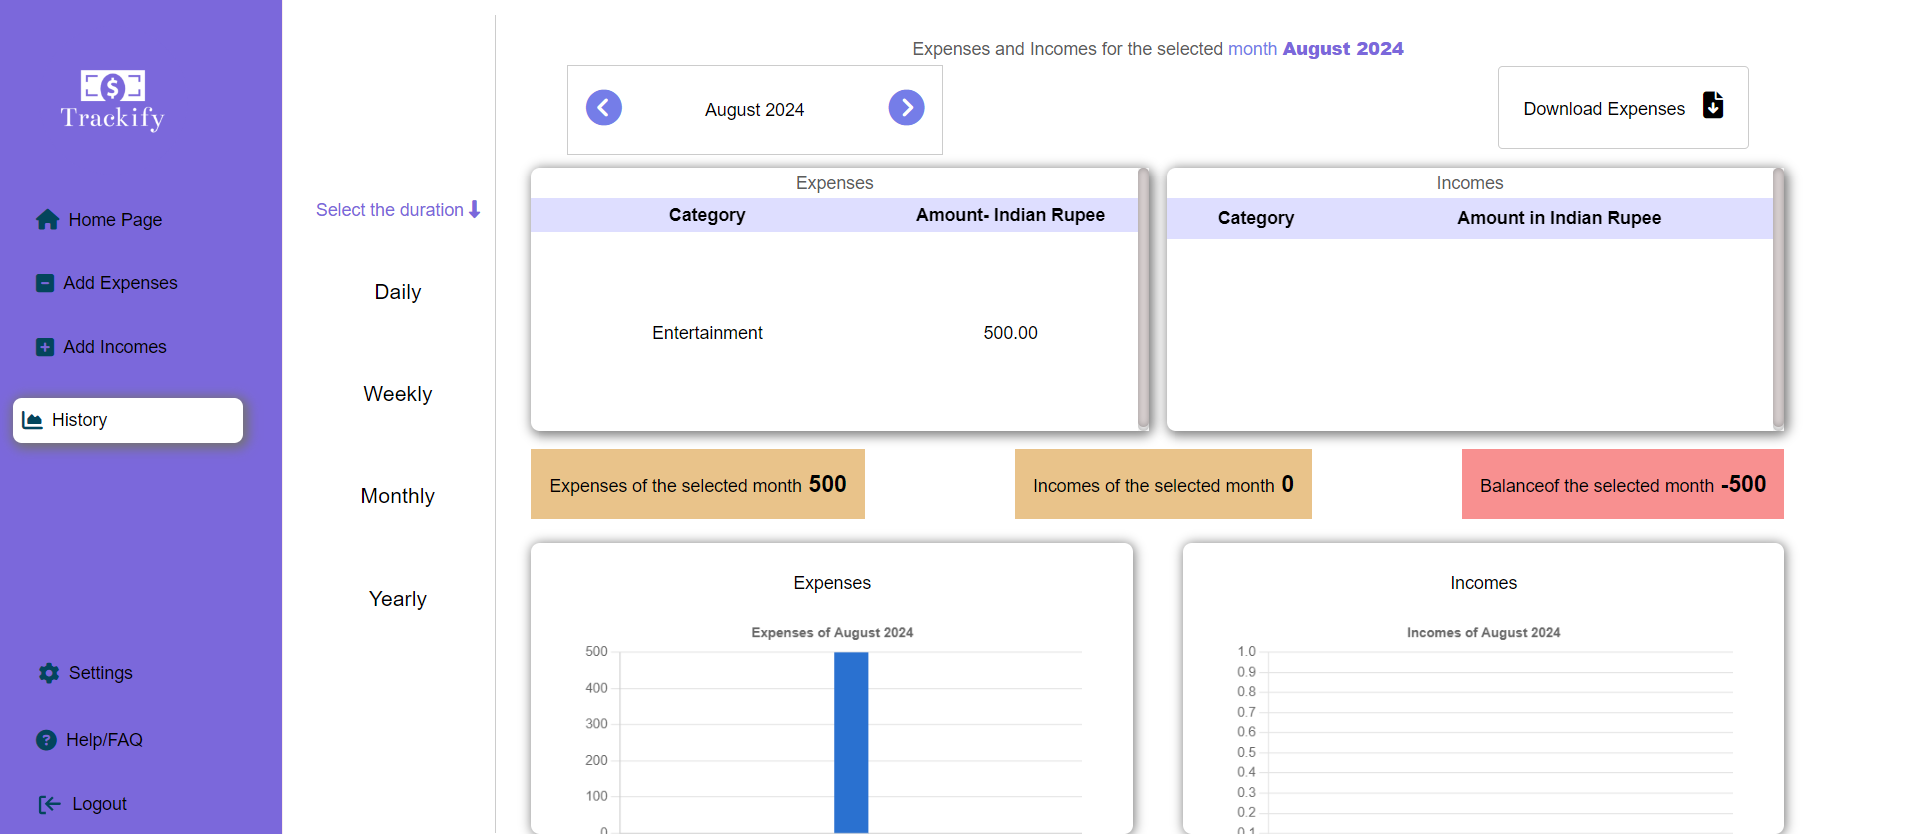 Trackify
Home Page
Add Expenses
Add Incomes
History
Settings
Help/FAQ
Logout
Select the duration
Daily
Weekly
Monthly
Yearly
Expenses and Incomes for the selected month August 2024
August 2024
Download Expenses
Expenses
Category Amount- Indian Rupee
Entertainment 500.00
Incomes
Category Amount in Indian Rupee
Expenses of the selected month 500
Incomes of the selected month 0
Balanceof the selected month -500
Expenses
Expenses of August 2024
500
400
300
200
100
0
Incomes
Incomes of August 2024
1.0
0.9
0.8
0.7
0.6
0.5
0.4
0.3
0.2
0.1